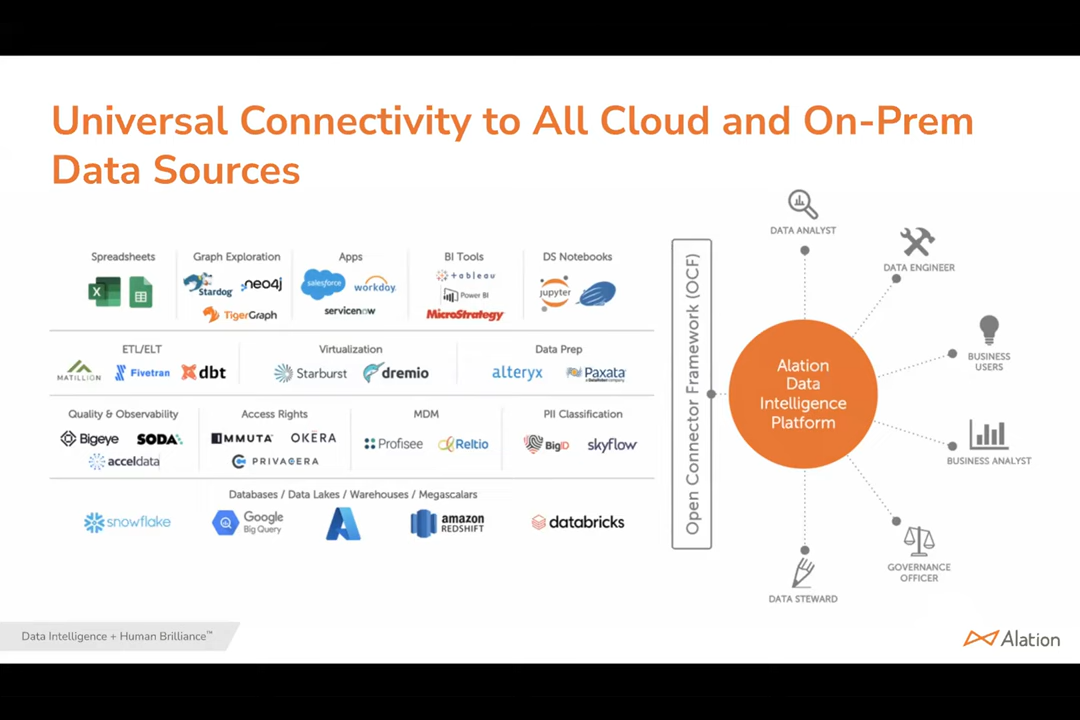 Universal Connectivity to All Cloud and On-Prem
Data Sources
Spreadsheets
Graph Exploration
Apps
BI Tools
DS Notebooks
X
Stardog
neo4j
TigerGraph
salesforce
workday
servicenow
+ableau
Power BI
MicroStrategy
jupyter
ETL/ELT
Virtualization
Data Prep
MATILLION
Fivetran
dbt
Starburst
dremio
alteryx
Paxata
Quality & Observability
Access Rights
MDM
PII Classification
Bigeye
SODA
acceldata
IMMUTA
OKERA
PRIVACERA
Profisee
Reltio
BigID
skyflow
Databases / Data Lakes / Warehouses / Megascalars
snowflake
Google
Big Query
amazon
REDSHIFT
databricks
Open Connector Framework (OCF)
Alation
Data
Intelligence
Platform
DATA ANALYST
DATA ENGINEER
BUSINESS
USERS
BUSINESS ANALYST
GOVERNANCE
OFFICER
DATA STEWARD
Data Intelligence + Human Brilliance™
Alation